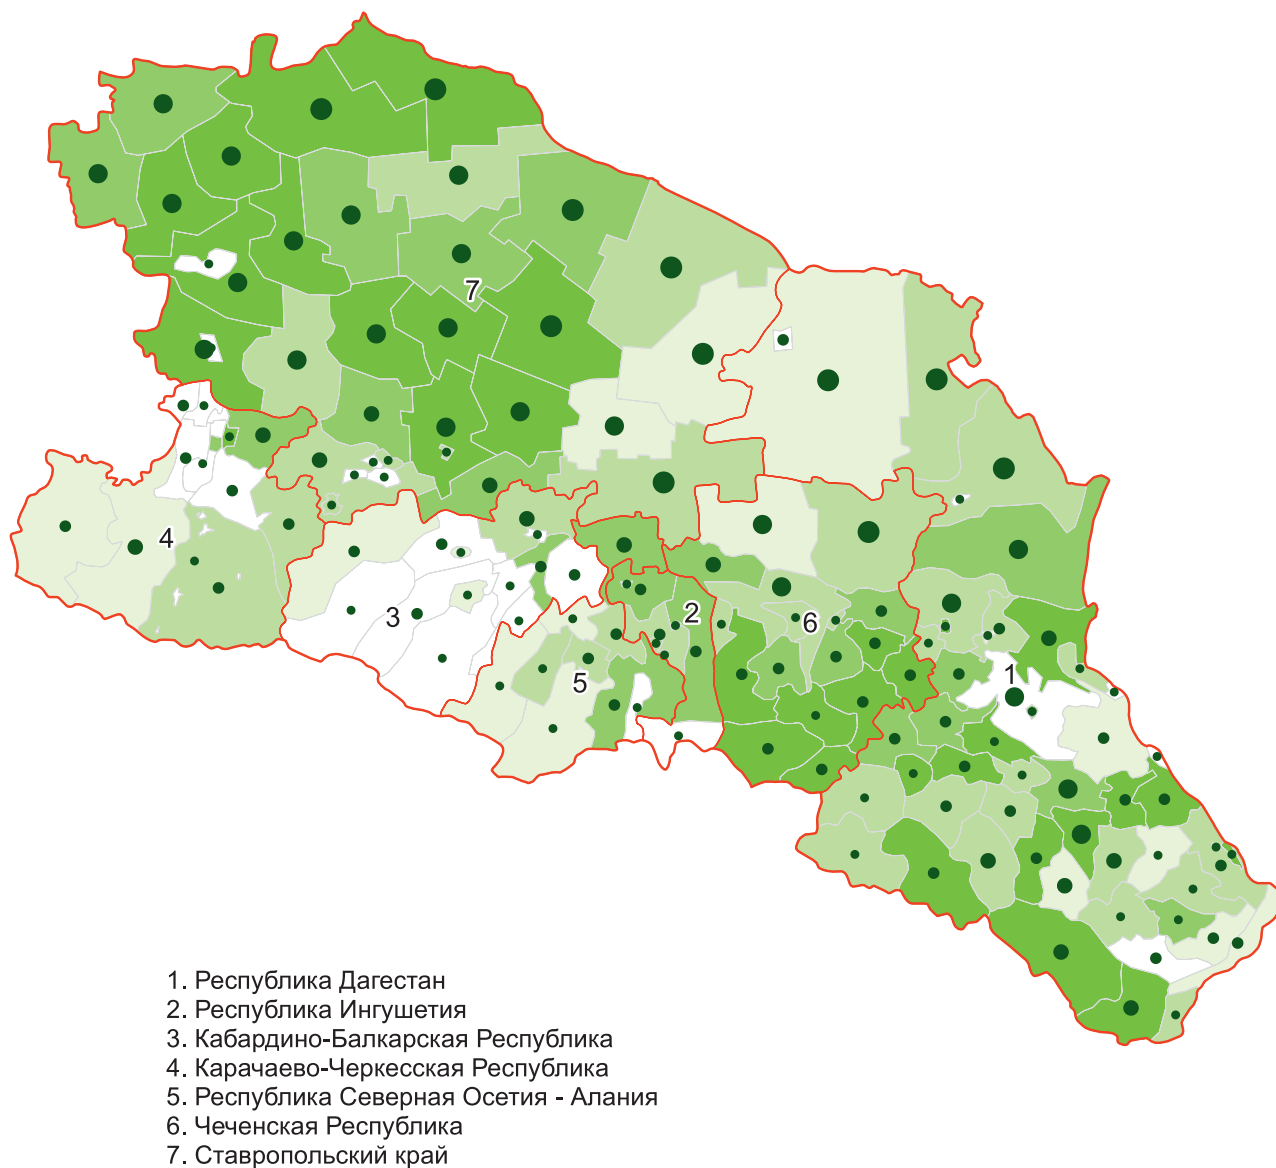 7
4
3
2
6
5
1
1. Республика Дагестан
2. Республика Ингушетия
3. Кабардино-Балкарская Республика
4. Карачаево-Черкесская Республика
5. Республика Северная Осетия - Алания
6. Чеченская Республика
7. Ставропольский край